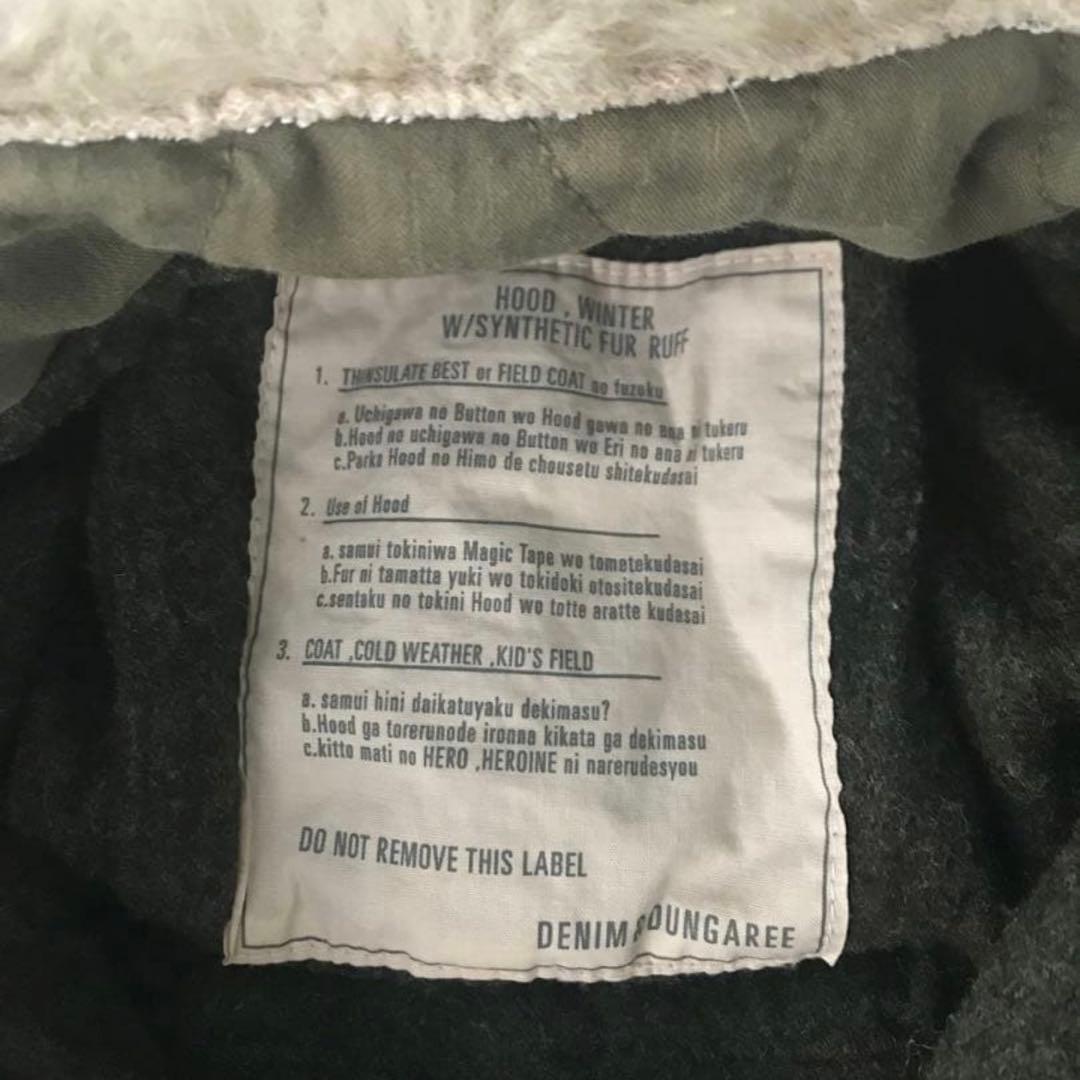 HOOD , WINTER
W/SYNTHETIC FUR RUFF
1. THINSULATE BEST or FIELD COAT no fuzoku
a. Uchigawa no Button wo Hood gawa no ana ni tukeru
b.Hood no uchigawa no Button wo Eri no ana ni tukeru
c.Parka Hood no Himo de chousetu shitekudasai
2. Use of Hood
a. samui tokiniwa Magic Tape wo tometekudasai
b.Fur ni tamatta yuki wo tokidoki otositekudasai
c.sentaku no tokini Hood wo totte aratte kudasai
3. COAT ,COLD WEATHER ,KID'S FIELD
a. samui hini daikatuyaku dekimasu?
b.Hood ga torerunode ironna kikata ga dekimasu
c.kitto mati no HERO ,HEROINE ni narerudesyou
DO NOT REMOVE THIS LABEL
DENIM & DUNGAREE